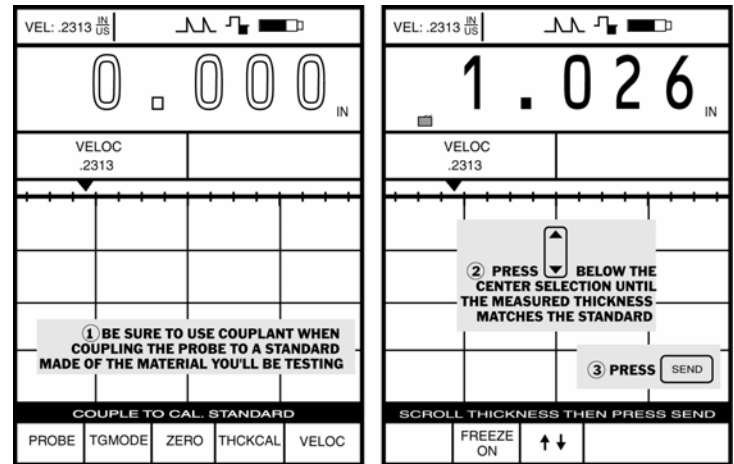 VEL: .2313 IN/US
0.000 IN
VELOC
.2313
① BE SURE TO USE COUPLANT WHEN
COUPLING THE PROBE TO A STANDARD
MADE OF THE MATERIAL YOU'LL BE TESTING
COUPLE TO CAL. STANDARD
PROBE TGMODE ZERO THCKCAL VELOC
VEL: .2313 IN/US
1.026 IN
VELOC
.2313
② PRESS BELOW THE
CENTER SELECTION UNTIL
THE MEASURED THICKNESS
MATCHES THE STANDARD
③ PRESS SEND
SCROLL THICKNESS THEN PRESS SEND
FREEZE
ON